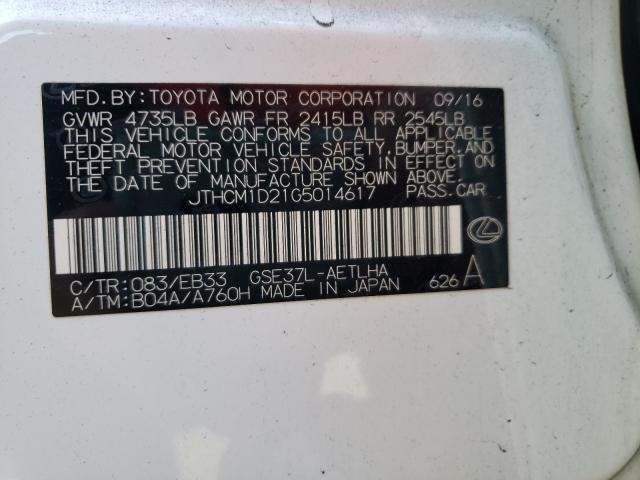 MFD.BY:TOYOTA MOTOR CORPORATION 09/16
GVWR 4735LB GAWR FR 2415LB RR 2545LB
THIS VEHICLE CONFORMS TO ALL APPLICABLE
FEDERAL MOTOR VEHICLE SAFETY,BUMPER,AND
THEFT PREVENTION STANDARDS IN EFFECT ON
THE DATE OF MANUFACTURE SHOWN ABOVE.
JTHCM1D21G5014617 PASS.CAR
C/TR:083/EB33 GSE37L-AETLHA
A/TM:B04A/A760H MADE IN JAPAN 626 A